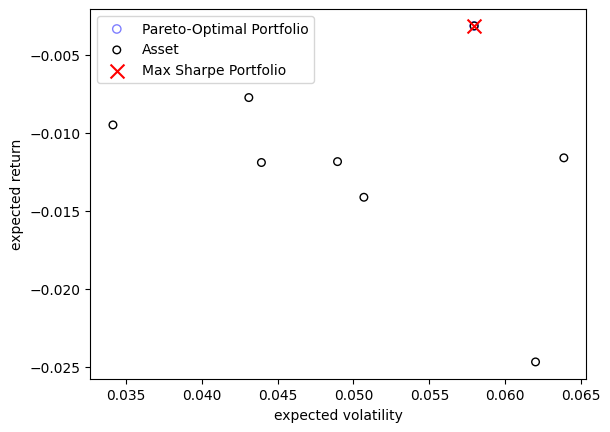 Pareto-Optimal Portfolio
Asset
Max Sharpe Portfolio
−0.005
−0.010
−0.015
−0.020
−0.025
expected return
0.035
0.040
0.045
0.050
0.055
0.060
0.065
expected volatility